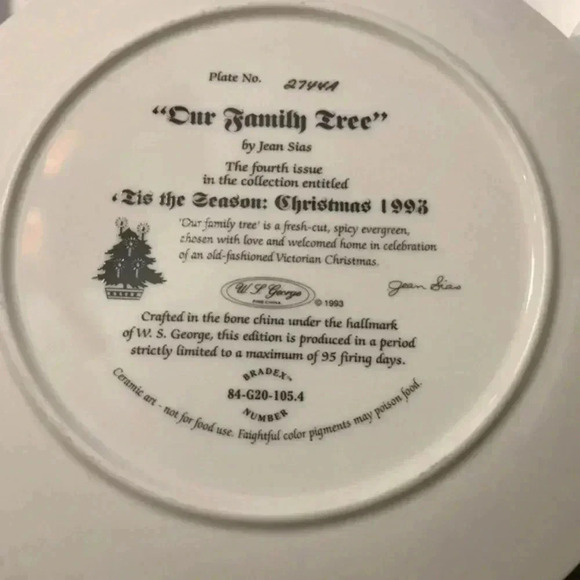 Plate No. 2744A
“Our Family Tree”
by Jean Sias
The fourth issue
in the collection entitled
‘Tis the Season: Christmas 1993
'Our family tree' is a fresh-cut, spicy evergreen,
chosen with love and welcomed home in celebration
of an old-fashioned Victorian Christmas.
W. S. George
FINE CHINA
© 1993
Jean Sias
Crafted in the bone china under the hallmark
of W. S. George, this edition is produced in a period
strictly limited to a maximum of 95 firing days.
BRADEX™
84-G20-105.4
NUMBER
Ceramic art - not for food use. Faightful color pigments may poison food.